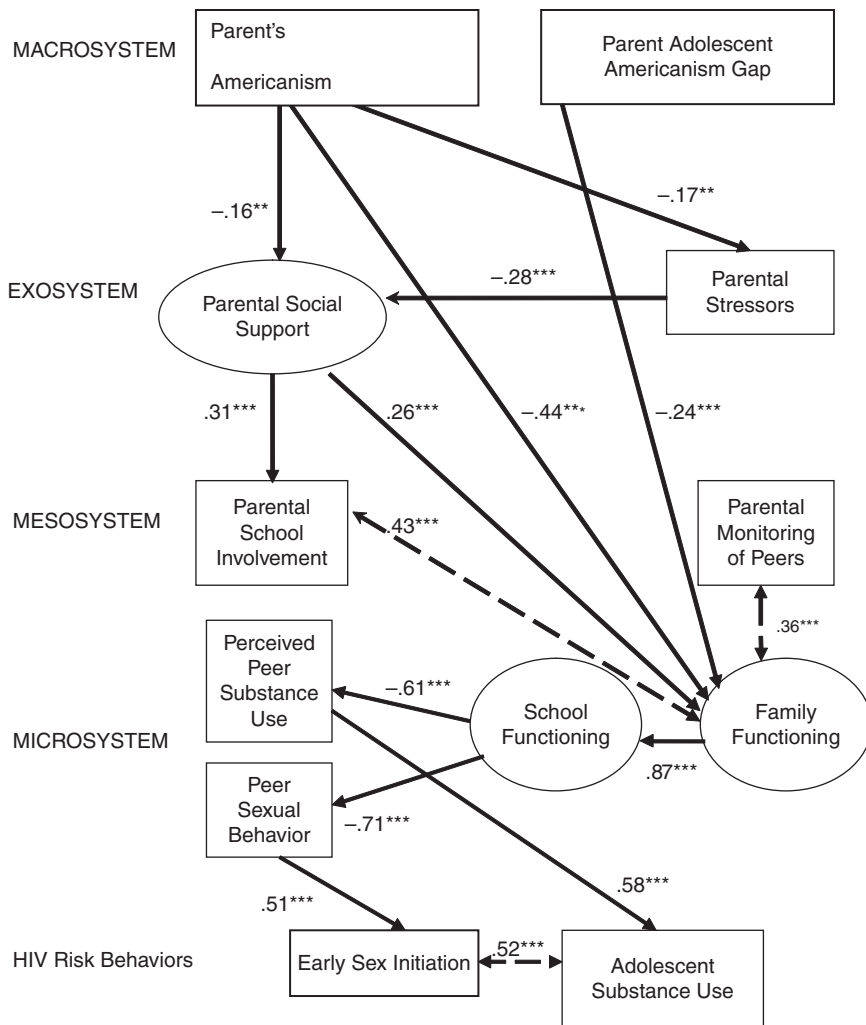 MACROSYSTEM
Parent's
Americanism
Parent Adolescent
Americanism Gap
–.16**
–.17**
EXOSYSTEM
Parental Social
Support
–.28***
Parental
Stressors
.31***
.26***
–.44***
–.24***
MESOSYSTEM
Parental
School
Involvement
.43***
Parental
Monitoring
of Peers
.36***
MICROSYSTEM
Perceived
Peer
Substance
Use
–.61***
School
Functioning
Family
Functioning
.87***
Peer
Sexual
Behavior
–.71***
.51***
.58***
HIV Risk Behaviors
Early Sex Initiation
.52***
Adolescent
Substance Use